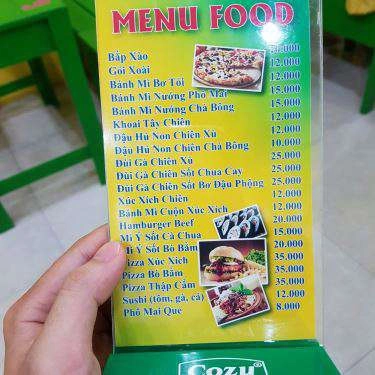 MENU FOOD
Bắp Xào 10.000
Gỏi Xoài 12.000
Bánh Mì Bơ Tỏi 12.000
Bánh Mì Nướng Phô Mai 12.000
Bánh Mì Nướng Chà Bông 12.000
Khoai Tây Chiên 12.000
Đậu Hủ Non Chiên Xù 12.000
Đậu Hủ Non Chiên Chà Bông 10.000
Đùi Gà Chiên Xù 25.000
Đùi Gà Chiên Sốt Chua Cay 25.000
Đùi Gà Chiên Sốt Bơ Đậu Phộng 25.000
Xúc Xích Chiên 15.000
Bánh Mì Cuộn Xúc Xích 12.000
Hamburger Beef 20.000
Mì Ý Sốt Cà Chua 15.000
Mì Ý Sốt Bò Bằm 20.000
Pizza Xúc Xích 35.000
Pizza Bò Bằm 35.000
Pizza Thập Cẩm 35.000
Sushi (tôm, gà, cá) 12.000
Phô Mai Que 8.000
Cozy®